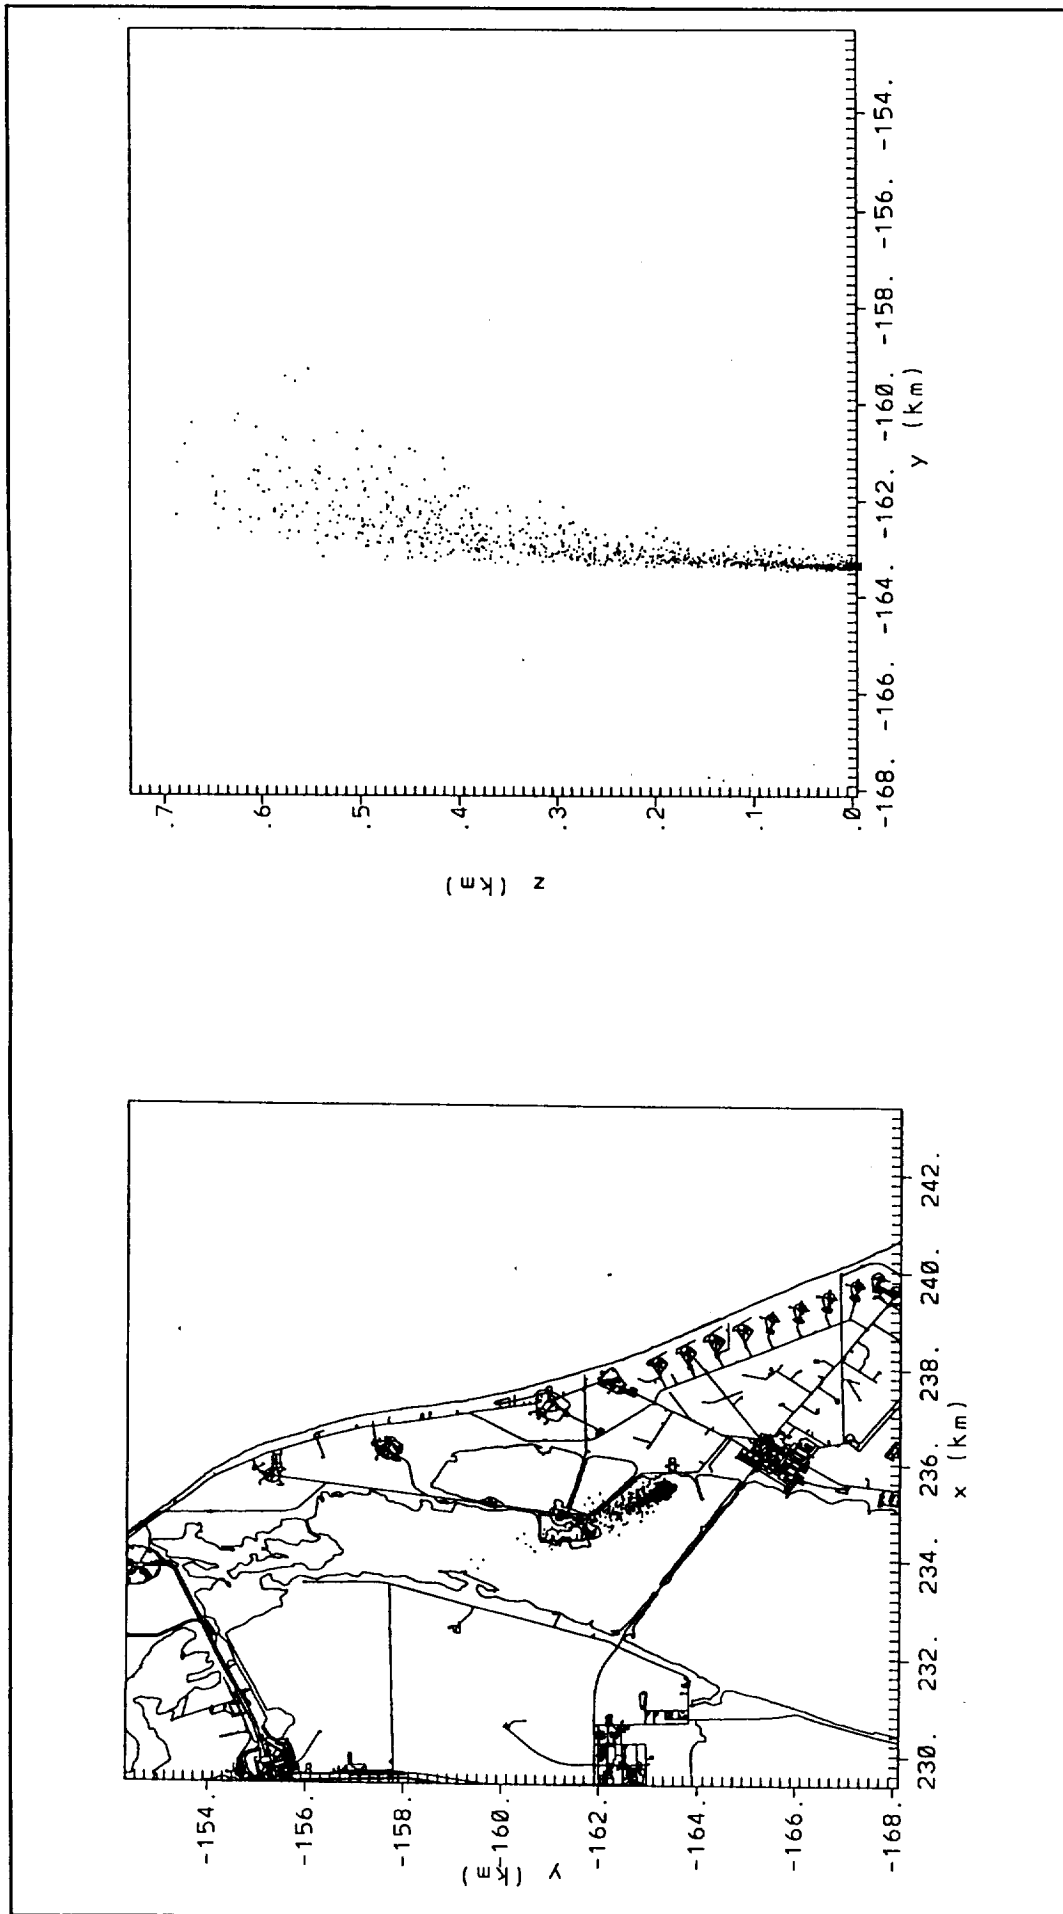 -154.
-156.
-158.
-160.
-162.
-164.
-166.
-168.
Y (km)
230. 232. 234. 236. 238. 240. 242.
x (km)
.7
.6
.5
.4
.3
.2
.1
.0
z (km)
-168. -166. -164. -162. -160. -158. -156. -154.
y (km)